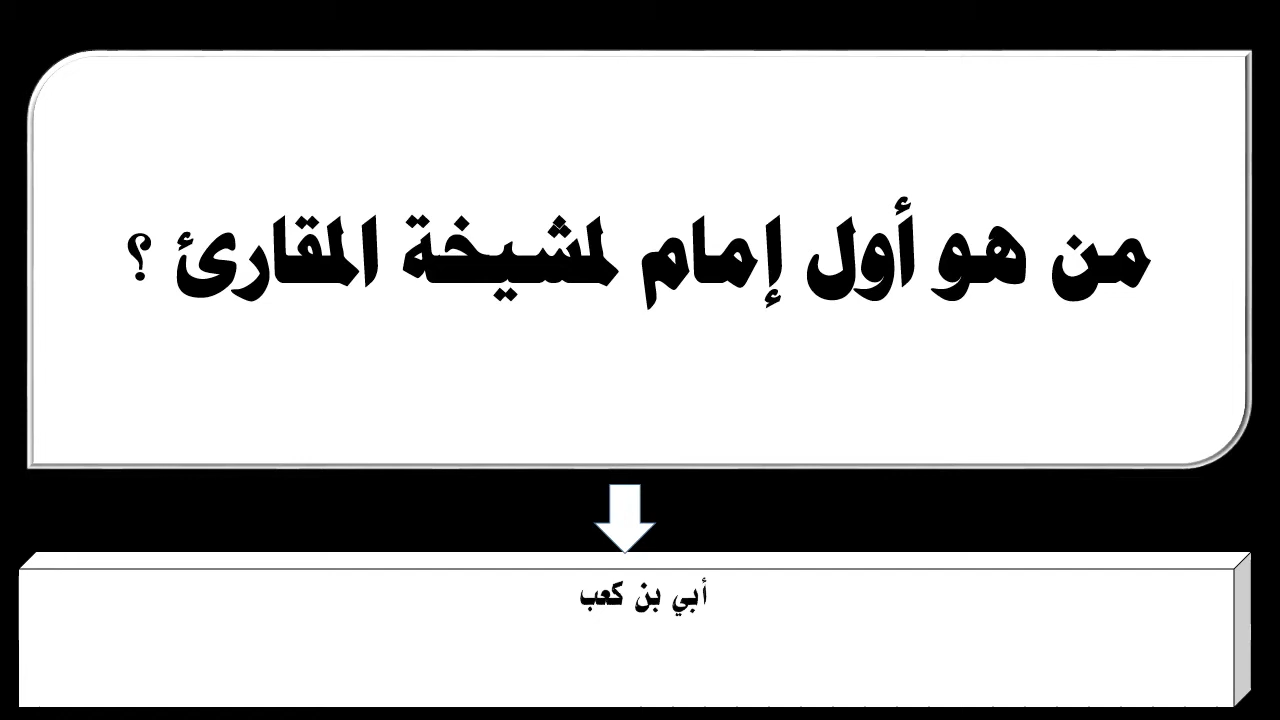 من هو أول إمام لمشيخة المقارئ ؟
أبي بن كعب